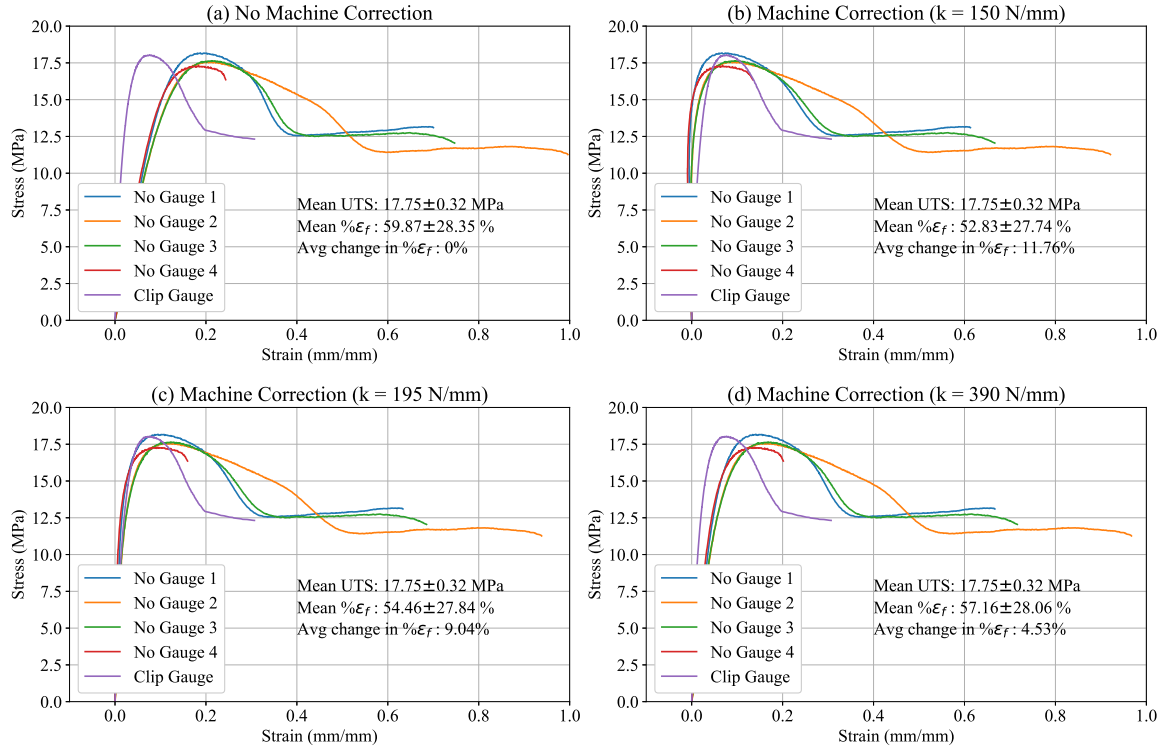 (a) No Machine Correction
20.0
17.5
15.0
12.5
10.0
7.5
5.0
2.5
0.0
Stress (MPa)
No Gauge 1
No Gauge 2
No Gauge 3
No Gauge 4
Clip Gauge
Mean UTS: 17.75±0.32 MPa
Mean %εf : 59.87±28.35 %
Avg change in %εf : 0%
0.0 0.2 0.4 0.6 0.8 1.0
Strain (mm/mm)
(b) Machine Correction (k = 150 N/mm)
20.0
17.5
15.0
12.5
10.0
7.5
5.0
2.5
0.0
Stress (MPa)
No Gauge 1
No Gauge 2
No Gauge 3
No Gauge 4
Clip Gauge
Mean UTS: 17.75±0.32 MPa
Mean %εf : 52.83±27.74 %
Avg change in %εf : 11.76%
0.0 0.2 0.4 0.6 0.8 1.0
Strain (mm/mm)
(c) Machine Correction (k = 195 N/mm)
20.0
17.5
15.0
12.5
10.0
7.5
5.0
2.5
0.0
Stress (MPa)
No Gauge 1
No Gauge 2
No Gauge 3
No Gauge 4
Clip Gauge
Mean UTS: 17.75±0.32 MPa
Mean %εf : 54.46±27.84 %
Avg change in %εf : 9.04%
0.0 0.2 0.4 0.6 0.8 1.0
Strain (mm/mm)
(d) Machine Correction (k = 390 N/mm)
20.0
17.5
15.0
12.5
10.0
7.5
5.0
2.5
0.0
Stress (MPa)
No Gauge 1
No Gauge 2
No Gauge 3
No Gauge 4
Clip Gauge
Mean UTS: 17.75±0.32 MPa
Mean %εf : 57.16±28.06 %
Avg change in %εf : 4.53%
0.0 0.2 0.4 0.6 0.8 1.0
Strain (mm/mm)